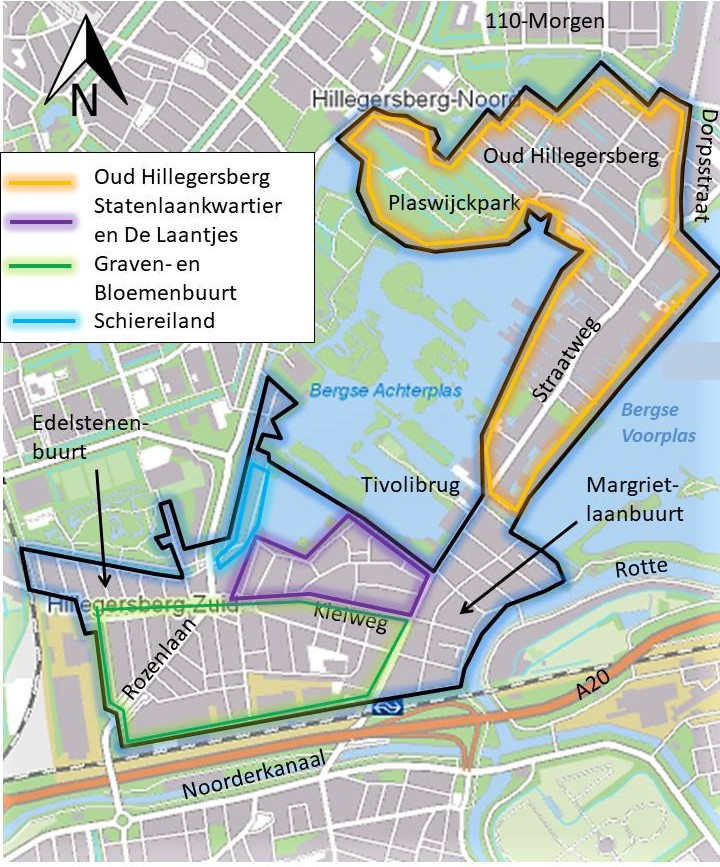 110-Morgen
N
Hillegersberg-Noord
Dorpsstraat
Oud Hillegersberg
Plaswijckpark
Oud Hillegersberg
Statenlaankwartier
en De Laantjes
Graven- en
Bloemenbuurt
Schiereiland
Straatweg
Bergse Achterplas
Bergse
Voorplas
Edelstenen-
buurt
Tivolibrug
Margriet-
laanbuurt
Rotte
Hillegersberg-Zuid
Kleiweg
Rozenlaan
A20
Noorderkanaal